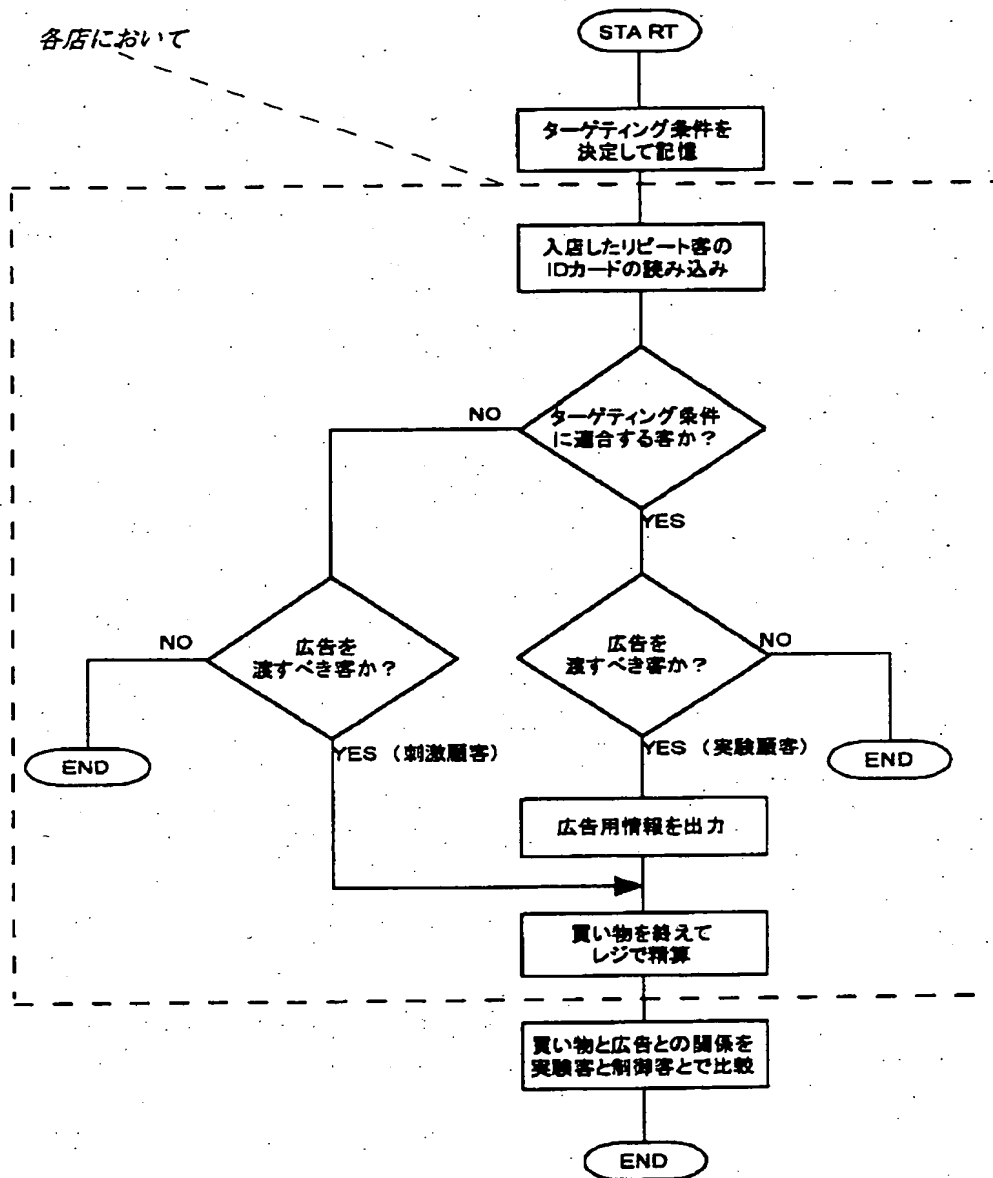 各店において
START
ターゲティング条件を
決定して記憶
入店したリピート客の
IDカードの読み込み
ターゲティング条件
に適合する客か？
NO
YES
広告を
渡すべき客か？
NO
YES（刺激顧客）
END
広告を
渡すべき客か？
NO
YES（実験顧客）
END
広告用情報を出力
買い物を終えて
レジで精算
買い物と広告との関係を
実験客と制御客とで比較
END